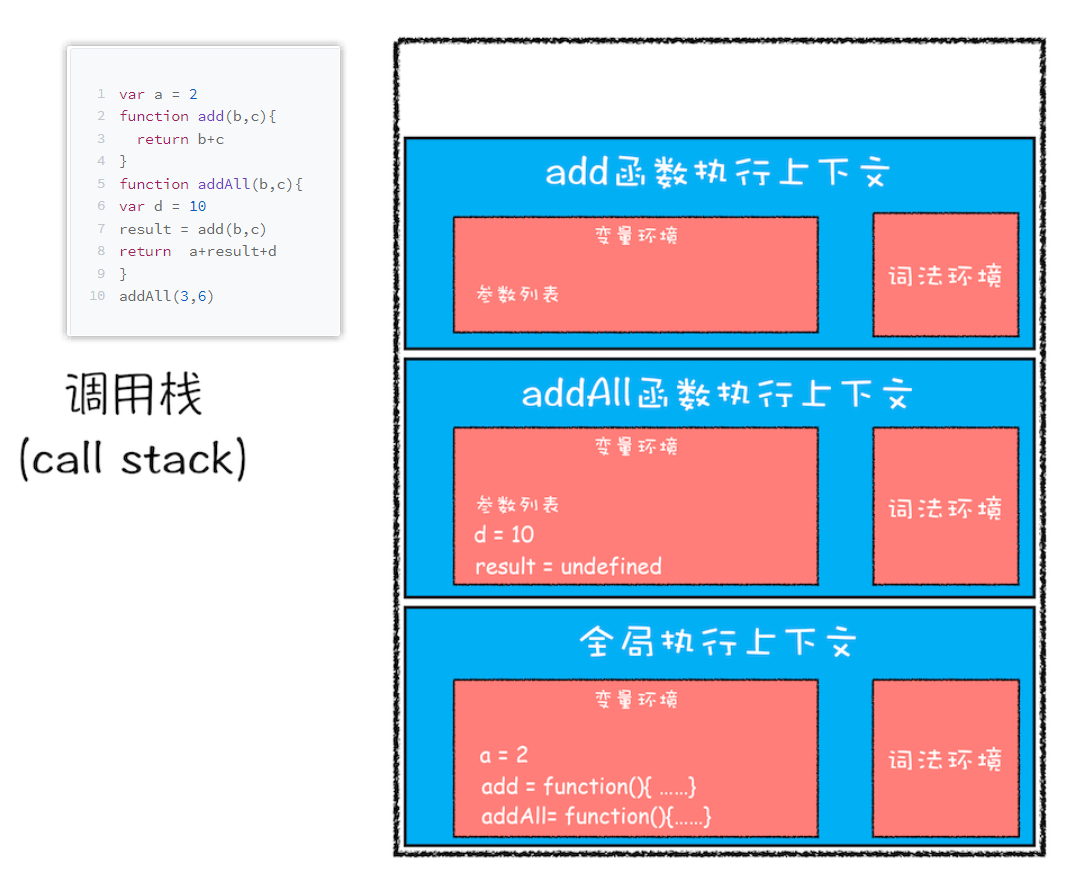 1 var a = 2
2 function add(b,c){
3   return b+c
4 }
5 function addAll(b,c){
6 var d = 10
7 result = add(b,c)
8 return  a+result+d
9 }
10 addAll(3,6)
调用栈
(call stack)
add函数执行上下文
变量环境
参数列表
词法环境
addAll函数执行上下文
变量环境
参数列表
d = 10
result = undefined
词法环境
全局执行上下文
变量环境
a = 2
add = function(){ ......}
addAll= function(){......}
词法环境